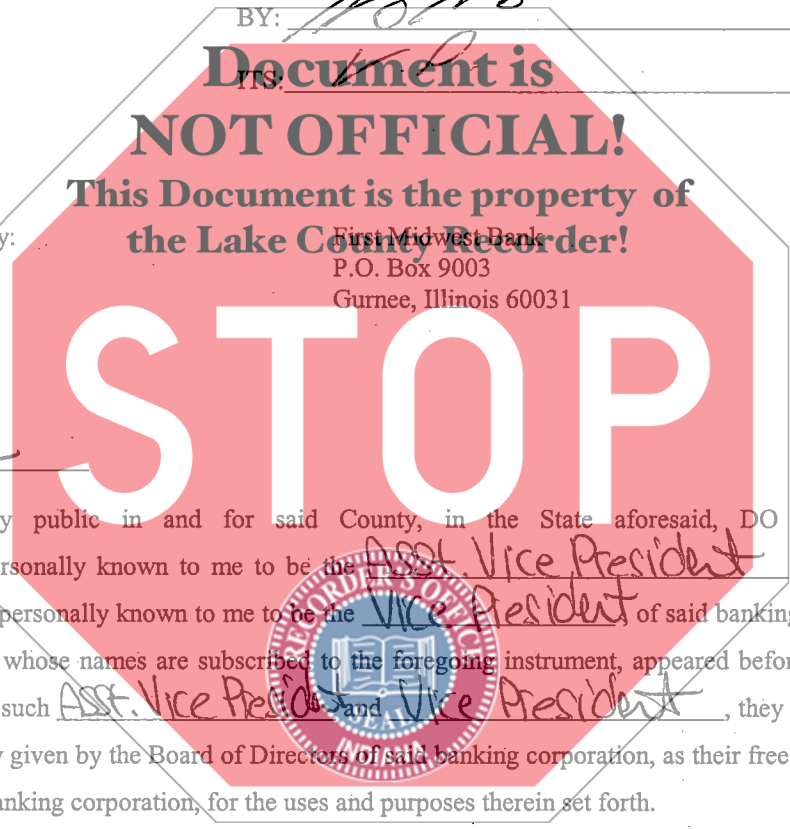 BY:
Document is
ITS:
NOT OFFICIAL!
This Document is the property of
the Lake County Recorder!
y:
First Midwest Bank
P.O. Box 9003
Gurnee, Illinois 60031
STOP
y public in and for said County, in the State aforesaid, DO
rsonally known to me to be the Asst. Vice President
personally known to me to be the Vice President of said banking
whose names are subscribed to the foregoing instrument, appeared befor
such Asst. Vice President and Vice President, they
y given by the Board of Directors of said banking corporation, as their free
anking corporation, for the uses and purposes therein set forth.
RECORDER'S OFFICE
SEAL
INDIANA